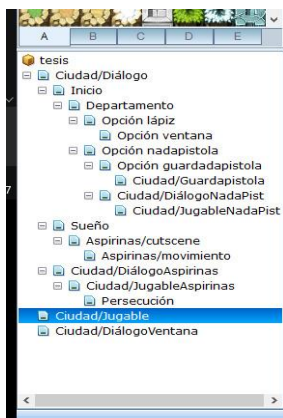 A B C D E
tesis
Ciudad/Diálogo
Inicio
Departamento
Opción lápiz
Opción ventana
Opción nadapistola
Opción guardadapistola
Ciudad/Guardapistola
Ciudad/DiálogoNadaPist
Ciudad/JugableNadaPist
Sueño
Aspirinas/cutscene
Aspirinas/movimiento
Ciudad/DiálogoAspirinas
Ciudad/JugableAspirinas
Persecución
Ciudad/Jugable
Ciudad/DiálogoVentana
7